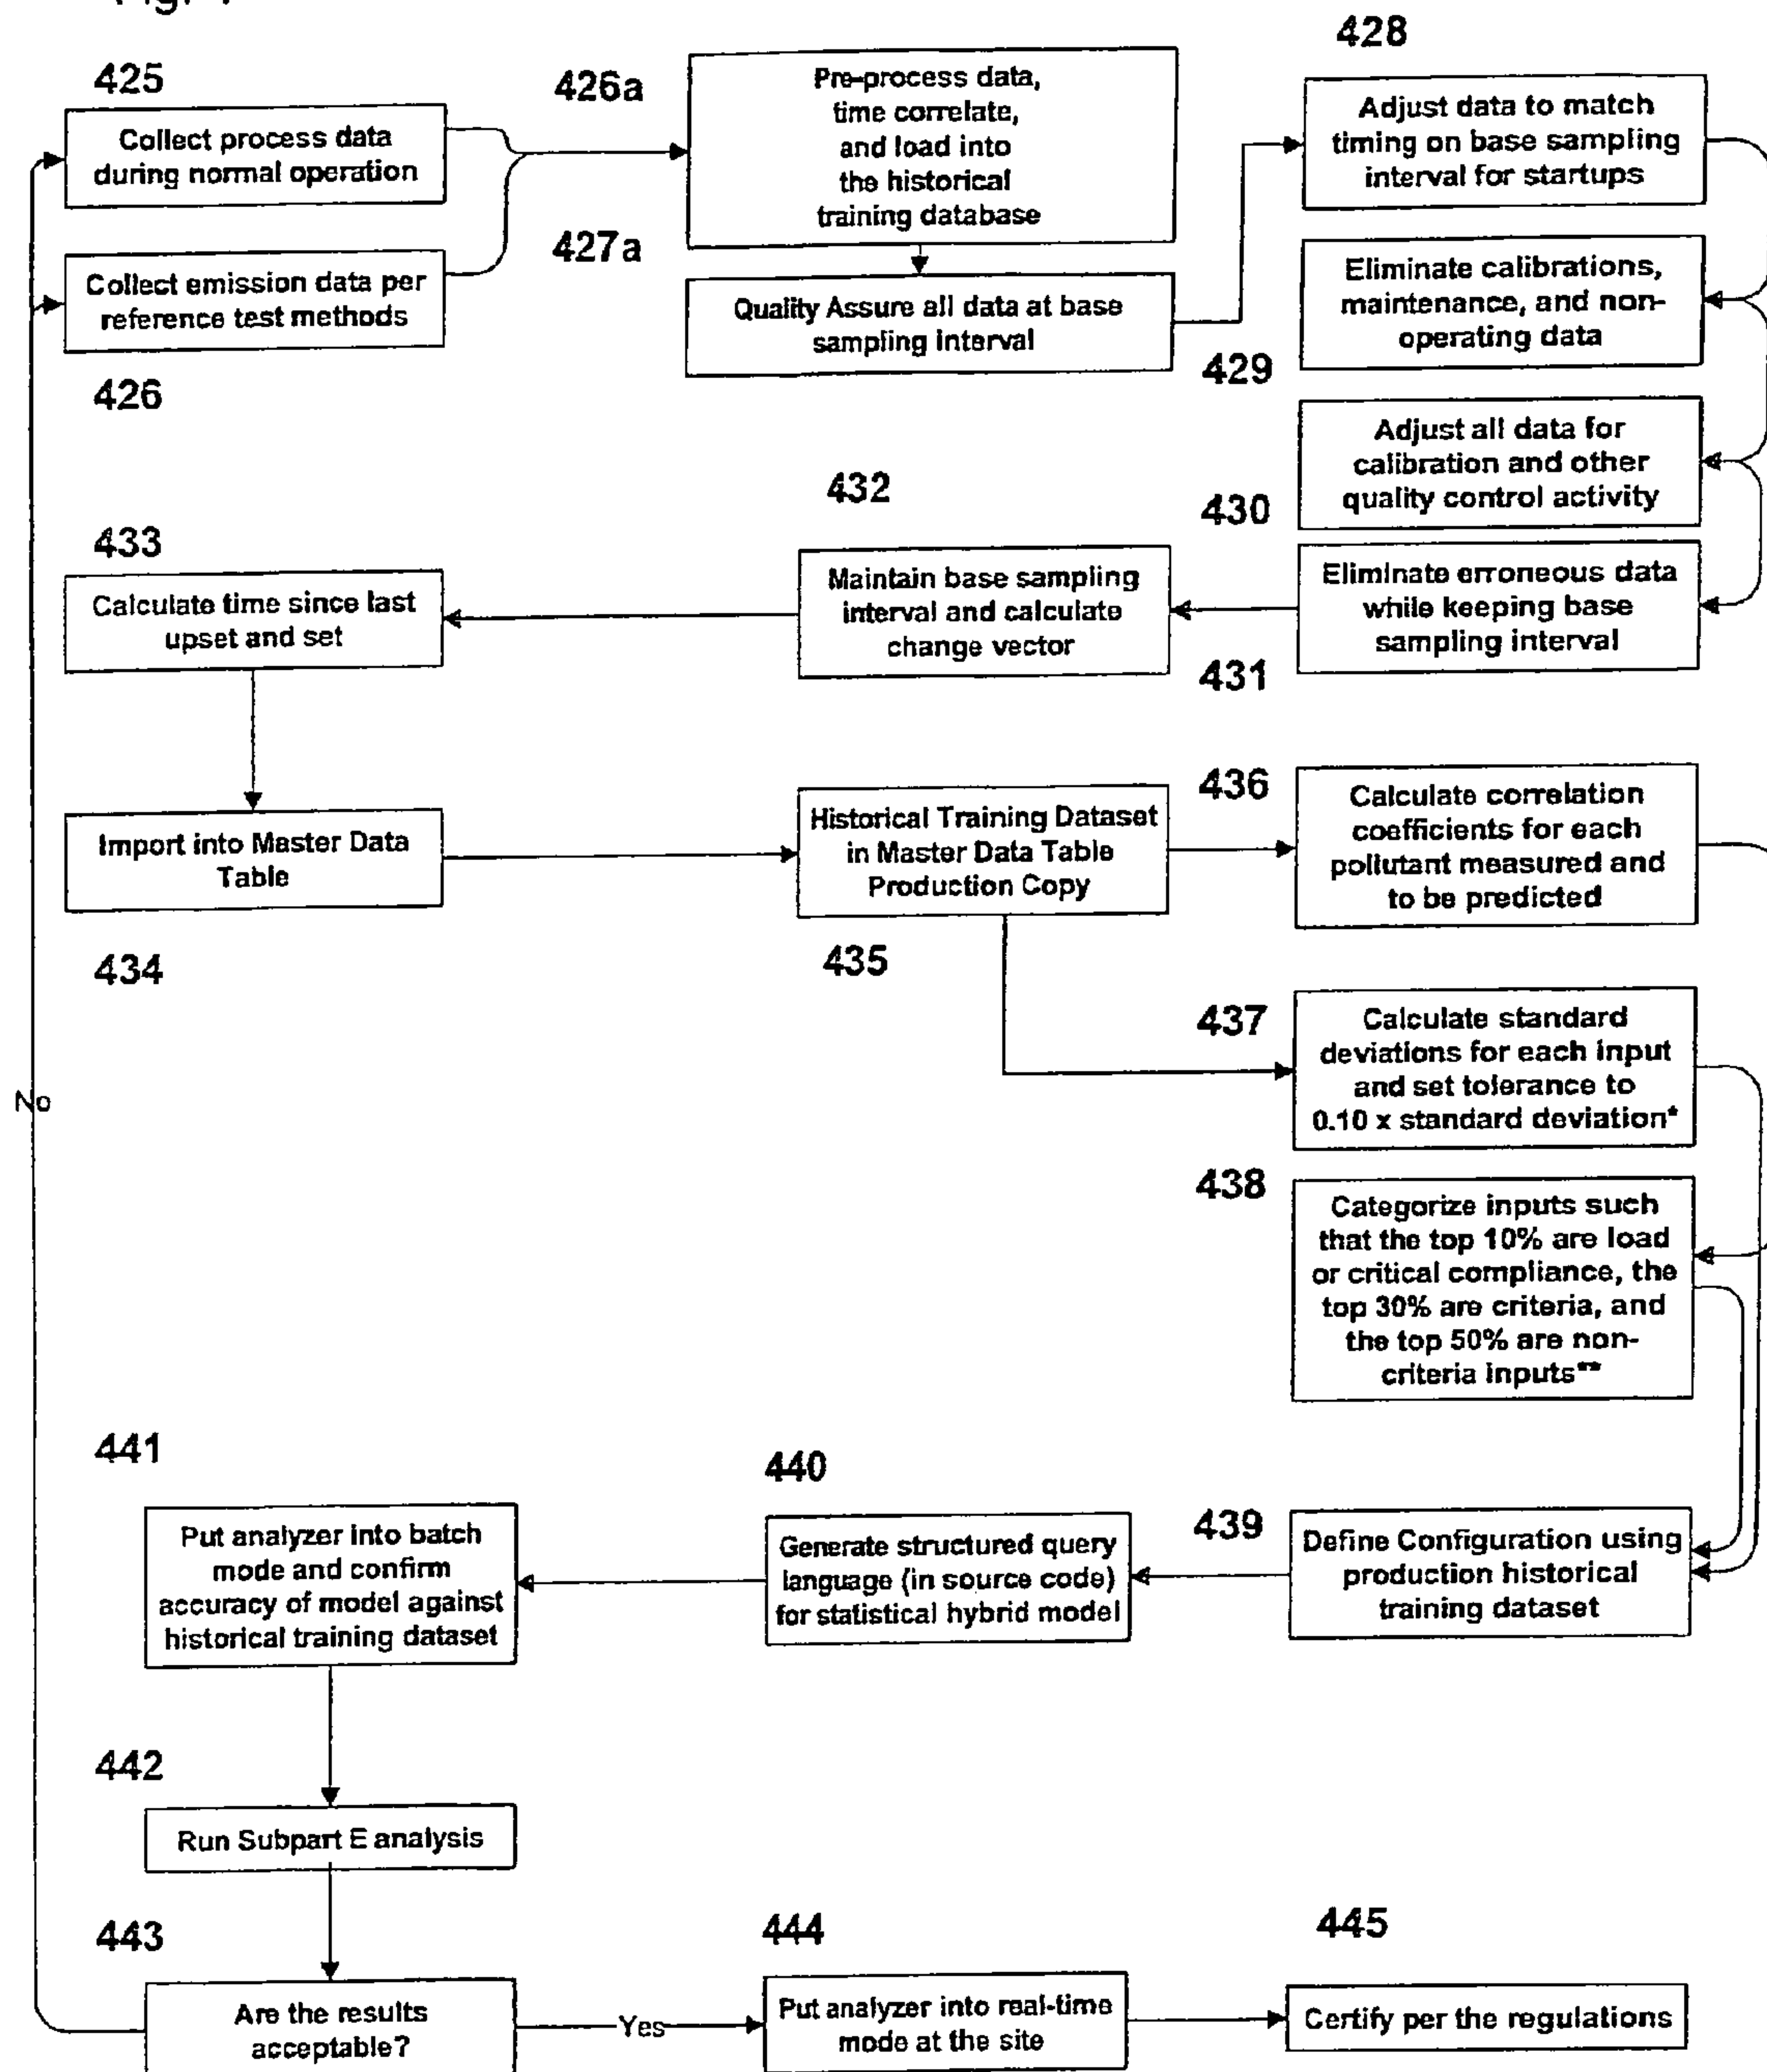 425
Collect process data
during normal operation
426a
Pre-process data,
time correlate,
and load into
the historical
training database
428
Adjust data to match
timing on base sampling
interval for startups
Collect emission data per
reference test methods
426
427a
Quality Assure all data at base
sampling interval
Eliminate calibrations,
maintenance, and non-
operating data
429
Adjust all data for
calibration and other
quality control activity
430
Eliminate erroneous data
while keeping base
sampling interval
431
432
Maintain base sampling
interval and calculate
change vector
433
Calculate time since last
upset and set
Import into Master Data
Table
434
Historical Training Dataset
in Master Data Table
Production Copy
435
436
Calculate correlation
coefficients for each
pollutant measured and
to be predicted
437
Calculate standard
deviations for each input
and set tolerance to
0.10 x standard deviation*
No
438
Categorize inputs such
that the top 10% are load
or critical compliance, the
top 30% are criteria, and
the top 50% are non-
criteria inputs**
439
Define Configuration using
production historical
training dataset
440
Generate structured query
language (in source code)
for statistical hybrid model
441
Put analyzer into batch
mode and confirm
accuracy of model against
historical training dataset
442
Run Subpart E analysis
443
Are the results
acceptable?
Yes
444
Put analyzer into real-time
mode at the site
445
Certify per the regulations